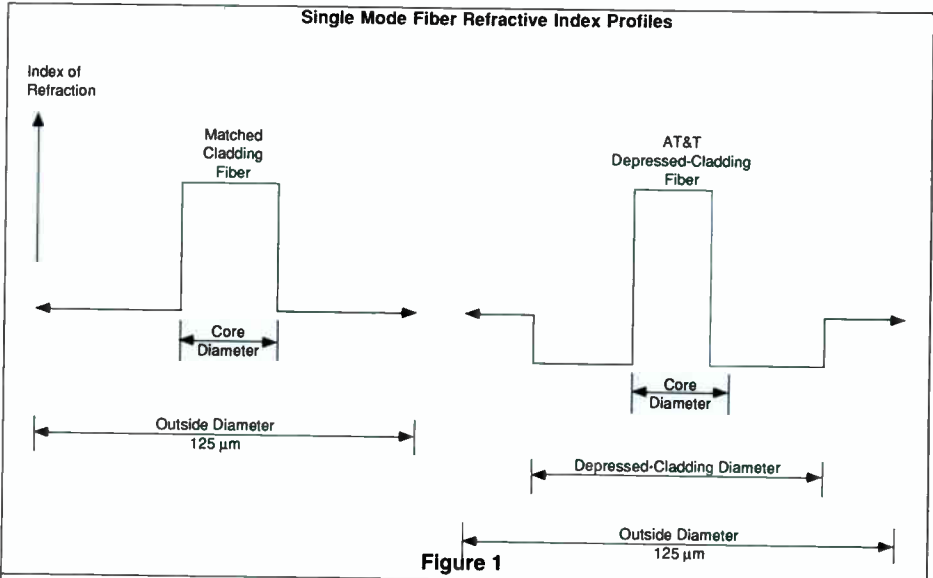 Single Mode Fiber Refractive Index Profiles
Index of
Refraction
Matched
Cladding
Fiber
AT&T
Depressed-Cladding
Fiber
Core
Diameter
Core
Diameter
Outside Diameter
125 µm
Depressed-Cladding Diameter
Outside Diameter
125 µm
Figure 1